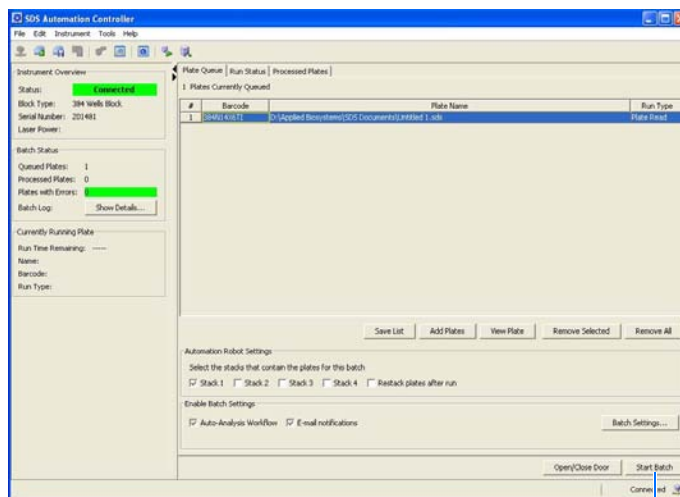 SDS Automation Controller
File Edit Instrument Tools Help
Instrument Overview
Status: Connected
Block Type: 384 Wells Block
Serial Number: 201481
Laser Power:
Batch Status
Queued Plates: 1
Processed Plates: 0
Plates with Errors: 0
Batch Log: Show Details...
Currently Running Plate
Run Time Remaining: ----
Name:
Barcode:
Run Type:
Plate Queue Run Status Processed Plates
1 Plates Currently Queued
# Barcode Plate Name Run Type
1 D:\Applied Biosystems\SDS Documents\Untitled 1.sds Plate Read
Save List Add Plates View Plate Remove Selected Remove All
Automation Robot Settings
Select the stacks that contain the plates for this batch
Stack 1 Stack 2 Stack 3 Stack 4 Restack plates after run
Enable Batch Settings
Auto-Analysis Workflow E-mail notifications Batch Settings...
Open/Close Door Start Batch
Connected